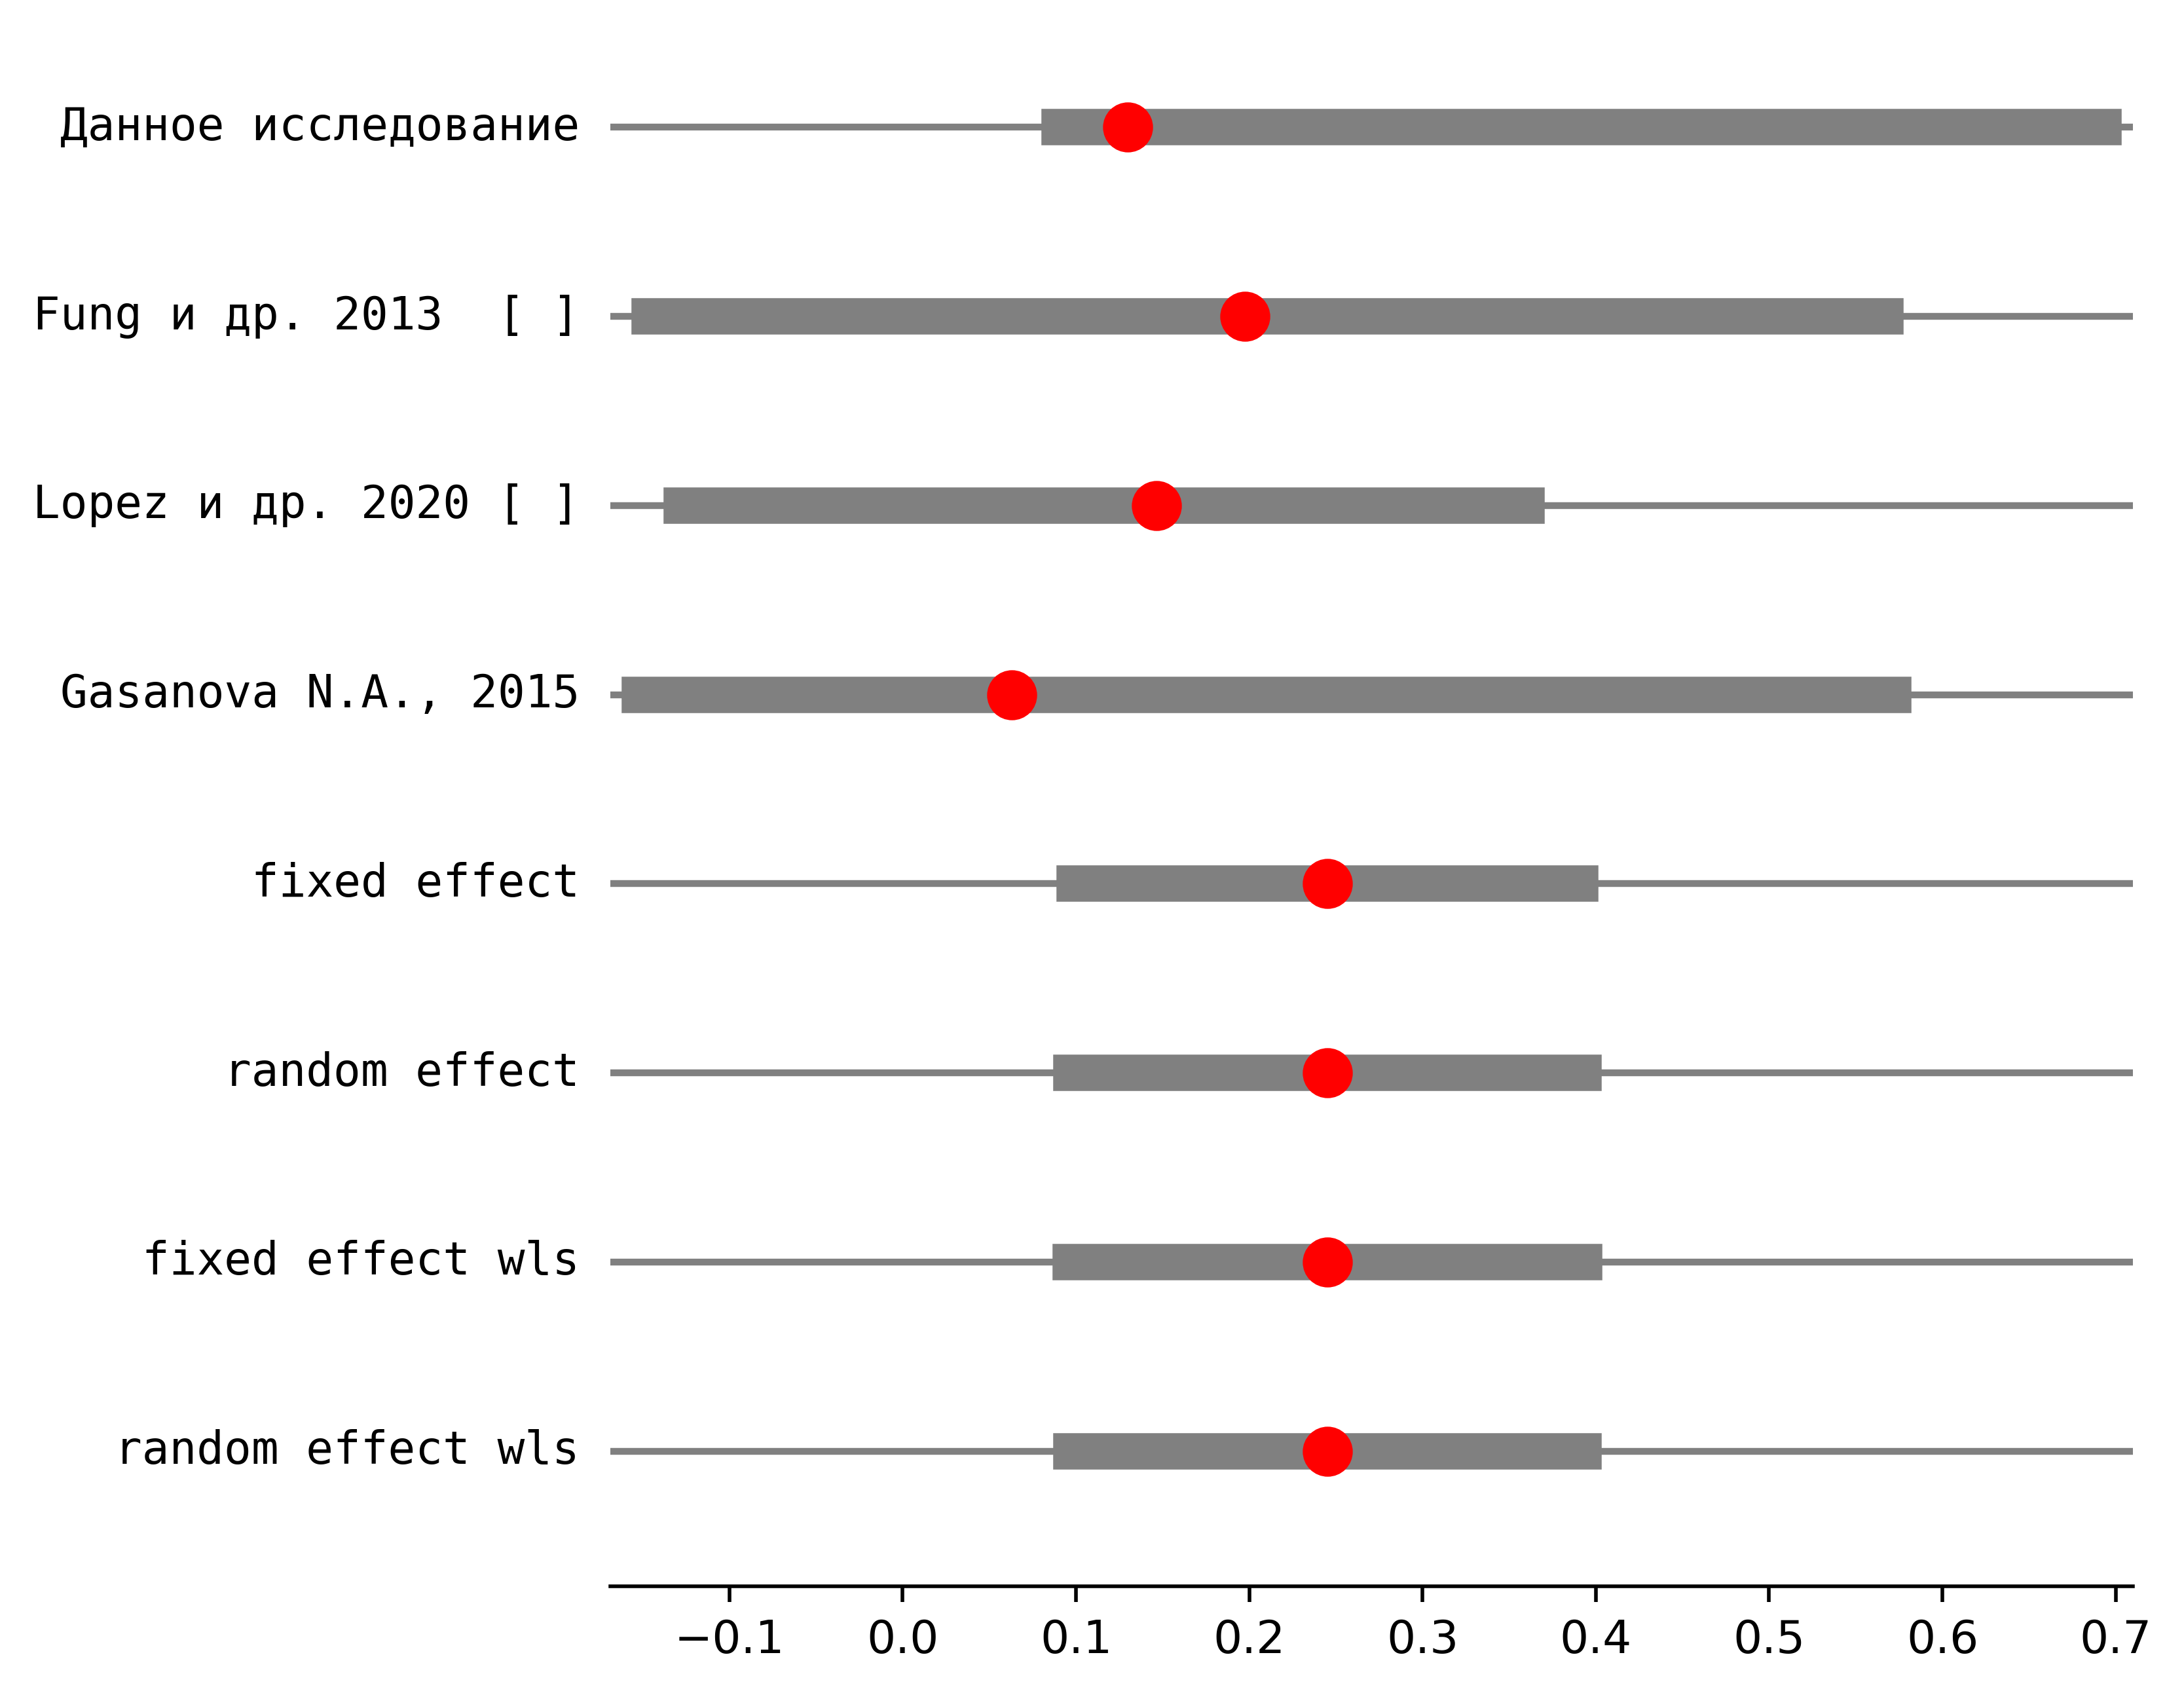 Данное исследование
Fung и др. 2013  [ ]
Lopez и др. 2020 [ ]
Gasanova N.A., 2015
fixed effect
random effect
fixed effect wls
random effect wls
−0.1 0.0 0.1 0.2 0.3 0.4 0.5 0.6 0.7